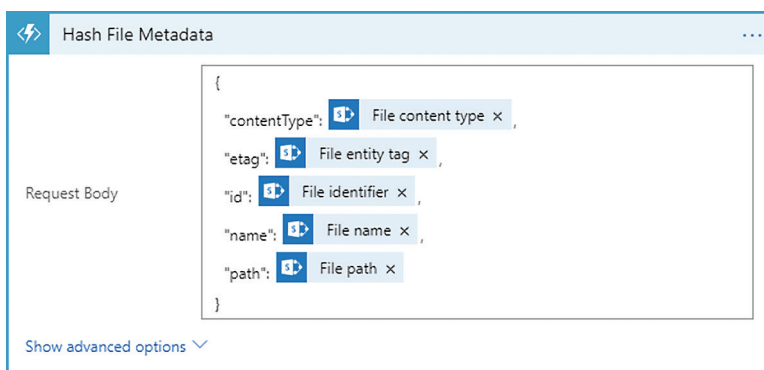 Hash File Metadata ...
{
"contentType": File content type × ,
"etag": File entity tag × ,
"id": File identifier × ,
Request Body
"name": File name × ,
"path": File path ×
}
Show advanced options